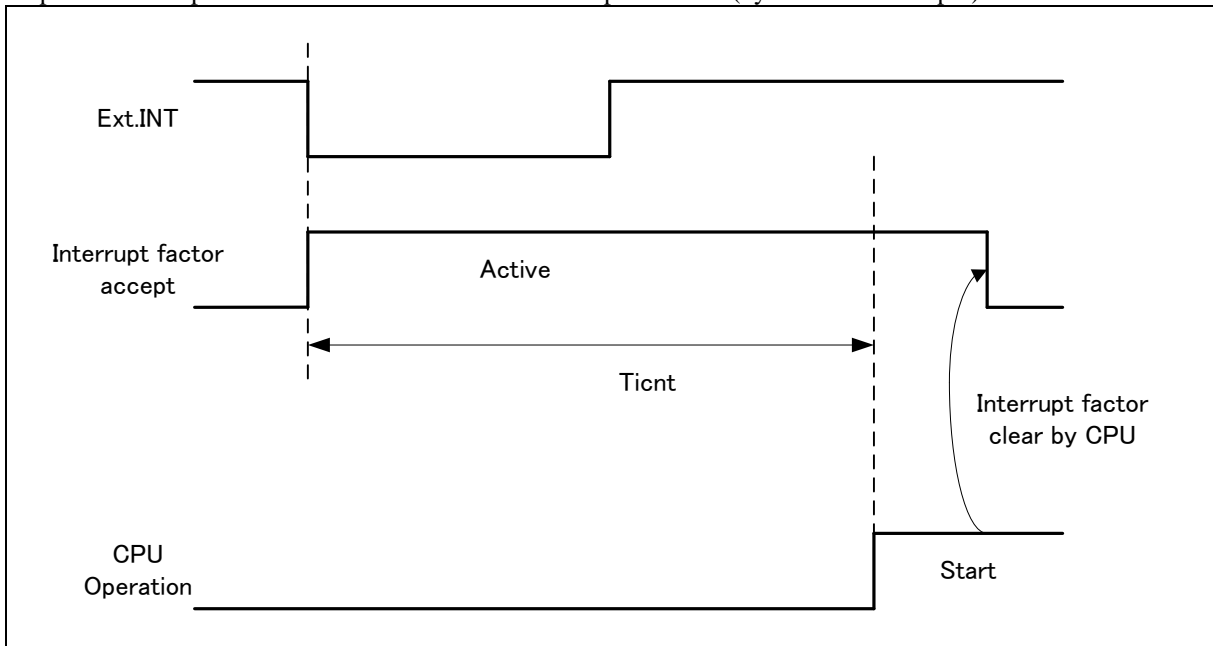 Ext.INT
Interrupt factor
accept
Active
Ticnt
Interrupt factor
clear by CPU
CPU
Operation
Start